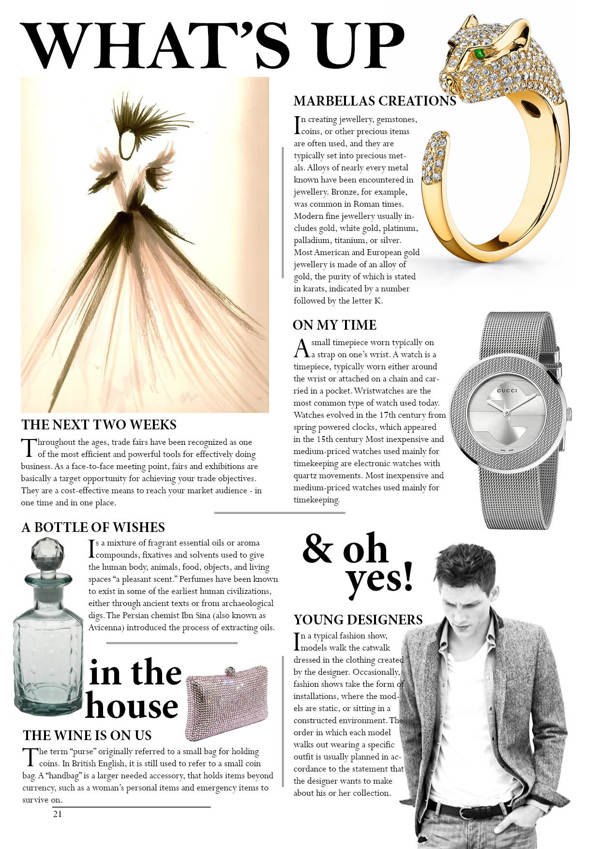 WHAT'S UP
MARBELLAS CREATIONS
In creating jewellery, gemstones,
coins, or other precious items
are often used, and they are
typically set into precious met-
als. Alloys of nearly every metal
known have been encountered in
jewellery. Bronze, for example,
was common in Roman times.
Modern fine jewellery usually in-
cludes gold, white gold, platinum,
palladium, titanium, or silver.
Most American and European gold
jewellery is made of an alloy of
gold, the purity of which is stated
in karats, indicated by a number
followed by the letter K.
ON MY TIME
A small timepiece worn typically on
a strap on one's wrist. A watch is a
timepiece, typically worn either around
the wrist or attached on a chain and car-
ried in a pocket. Wristwatches are the
most common type of watch used today.
Watches evolved in the 17th century from
spring powered clocks, which appeared
in the 15th century Most inexpensive and
medium-priced watches used mainly for
timekeeping are electronic watches with
quartz movements. Most inexpensive and
medium-priced watches used mainly for
timekeeping.
GUCCI
THE NEXT TWO WEEKS
Throughout the ages, trade fairs have been recognized as one
of the most efficient and powerful tools for effectively doing
business. As a face-to-face meeting point, fairs and exhibitions are
basically a target opportunity for achieving your trade objectives.
They are a cost-effective means to reach your market audience - in
one time and in one place.
A BOTTLE OF WISHES
Is a mixture of fragrant essential oils or aroma
compounds, fixatives and solvents used to give
the human body, animals, food, objects, and living
spaces "a pleasant scent." Perfumes have been known
to exist in some of the earliest human civilizations,
either through ancient texts or from archaeological
digs. The Persian chemist Ibn Sina (also known as
Avicenna) introduced the process of extracting oils.
in the
house
THE WINE IS ON US
The term "purse" originally referred to a small bag for holding
coins. In British English, it is still used to refer to a small coin
bag. A "handbag" is a larger needed accessory, that holds items beyond
currency, such as a woman's personal items and emergency items to
survive on.
21
& oh
yes!
YOUNG DESIGNERS
In a typical fashion show,
models walk the catwalk
dressed in the clothing created
by the designer. Occasionally,
fashion shows take the form of
installations, where the mod-
els are static, or sitting in a
constructed environment. The
order in which each model
walks out wearing a specific
outfit is usually planned in ac-
cordance to the statement that
the designer wants to make
about his or her collection.